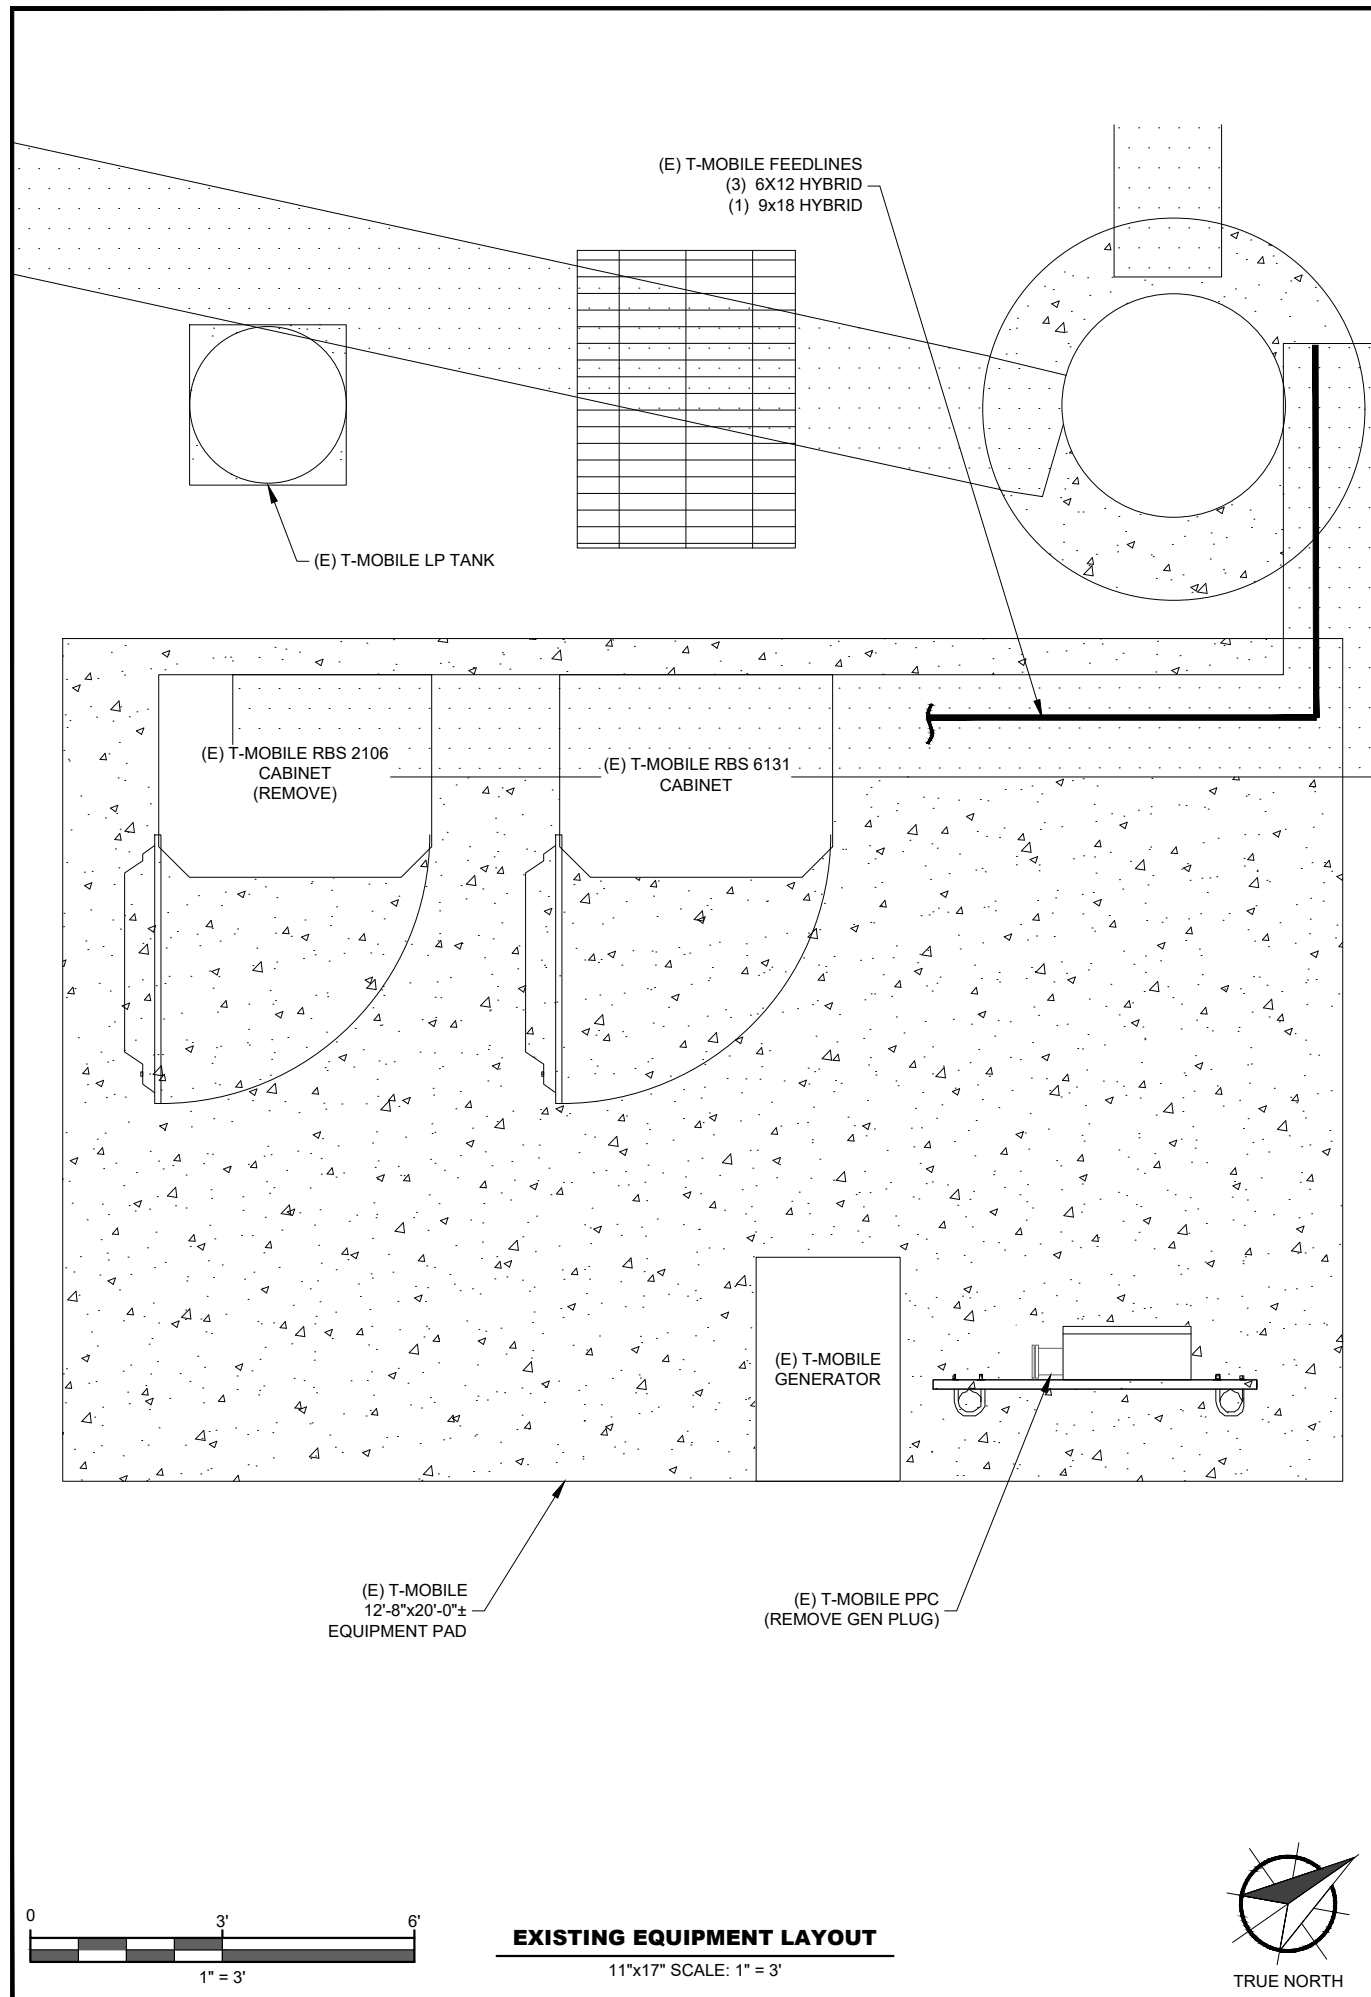 (E) T-MOBILE FEEDLINES
(3) 6X12 HYBRID
(1) 9x18 HYBRID
(E) T-MOBILE LP TANK
(E) T-MOBILE RBS 2106
CABINET
(REMOVE)
(E) T-MOBILE RBS 6131
CABINET
(E) T-MOBILE
GENERATOR
(E) T-MOBILE
12'-8"x20'-0"±
EQUIPMENT PAD
(E) T-MOBILE PPC
(REMOVE GEN PLUG)
0 3' 6'
1" = 3'
EXISTING EQUIPMENT LAYOUT
11"x17" SCALE: 1" = 3'
TRUE NORTH